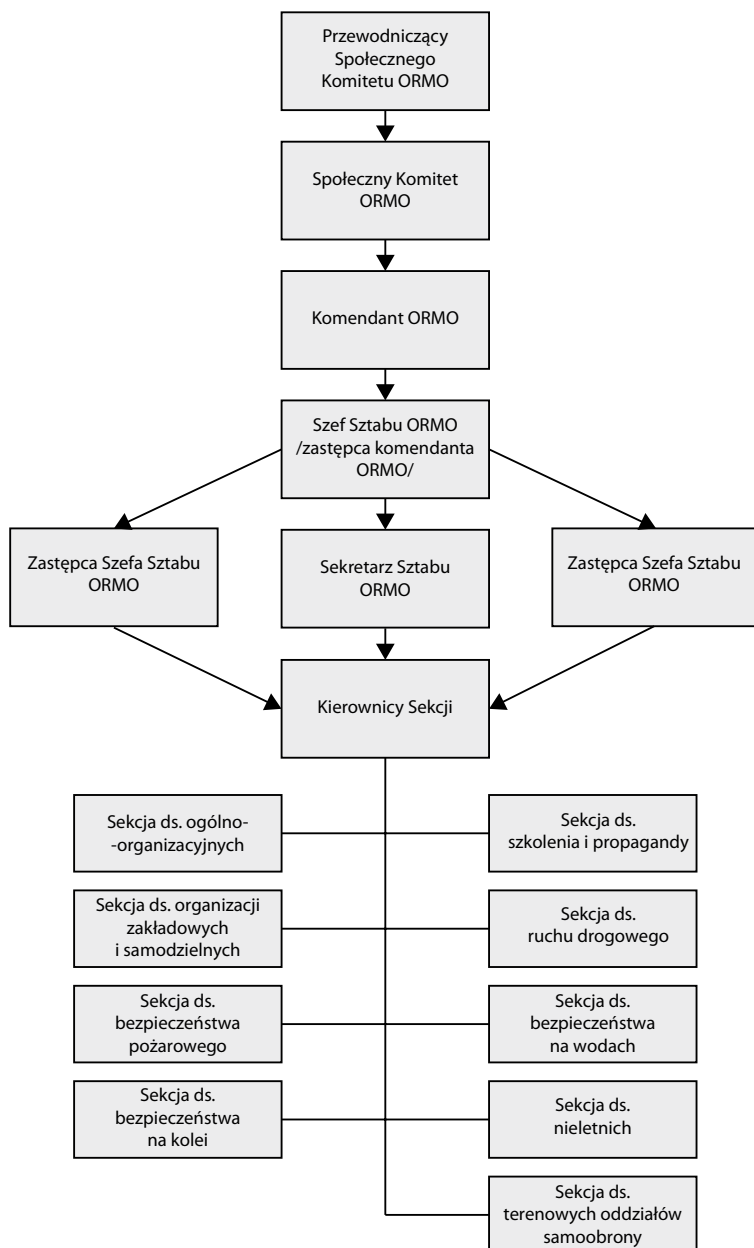 Przewodniczący
Społecznego
Komitetu ORMO
Społeczny Komitet
ORMO
Komendant ORMO
Szef Sztabu ORMO
/zastępca komendanta
ORMO/
Zastępca Szefa Sztabu
ORMO
Sekretarz Sztabu
ORMO
Zastępca Szefa Sztabu
ORMO
Kierownicy Sekcji
Sekcja ds. ogólno-
-organizacyjnych
Sekcja ds.
szkolenia i propagandy
Sekcja ds. organizacji
zakładowych
i samodzielnych
Sekcja ds.
ruchu drogowego
Sekcja ds.
bezpieczeństwa
pożarowego
Sekcja ds.
bezpieczeństwa
na wodach
Sekcja ds.
bezpieczeństwa
na kolei
Sekcja ds.
nieletnich
Sekcja ds.
terenowych oddziałów
samoobrony